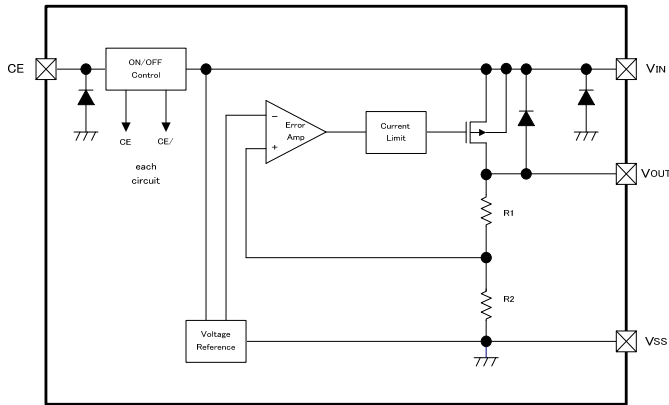 CE
ON/OFF
Control
VIN
CE
CE/
each
circuit
−
+
Error
Amp
Current
Limit
VOUT
R1
R2
Voltage
Reference
VSS